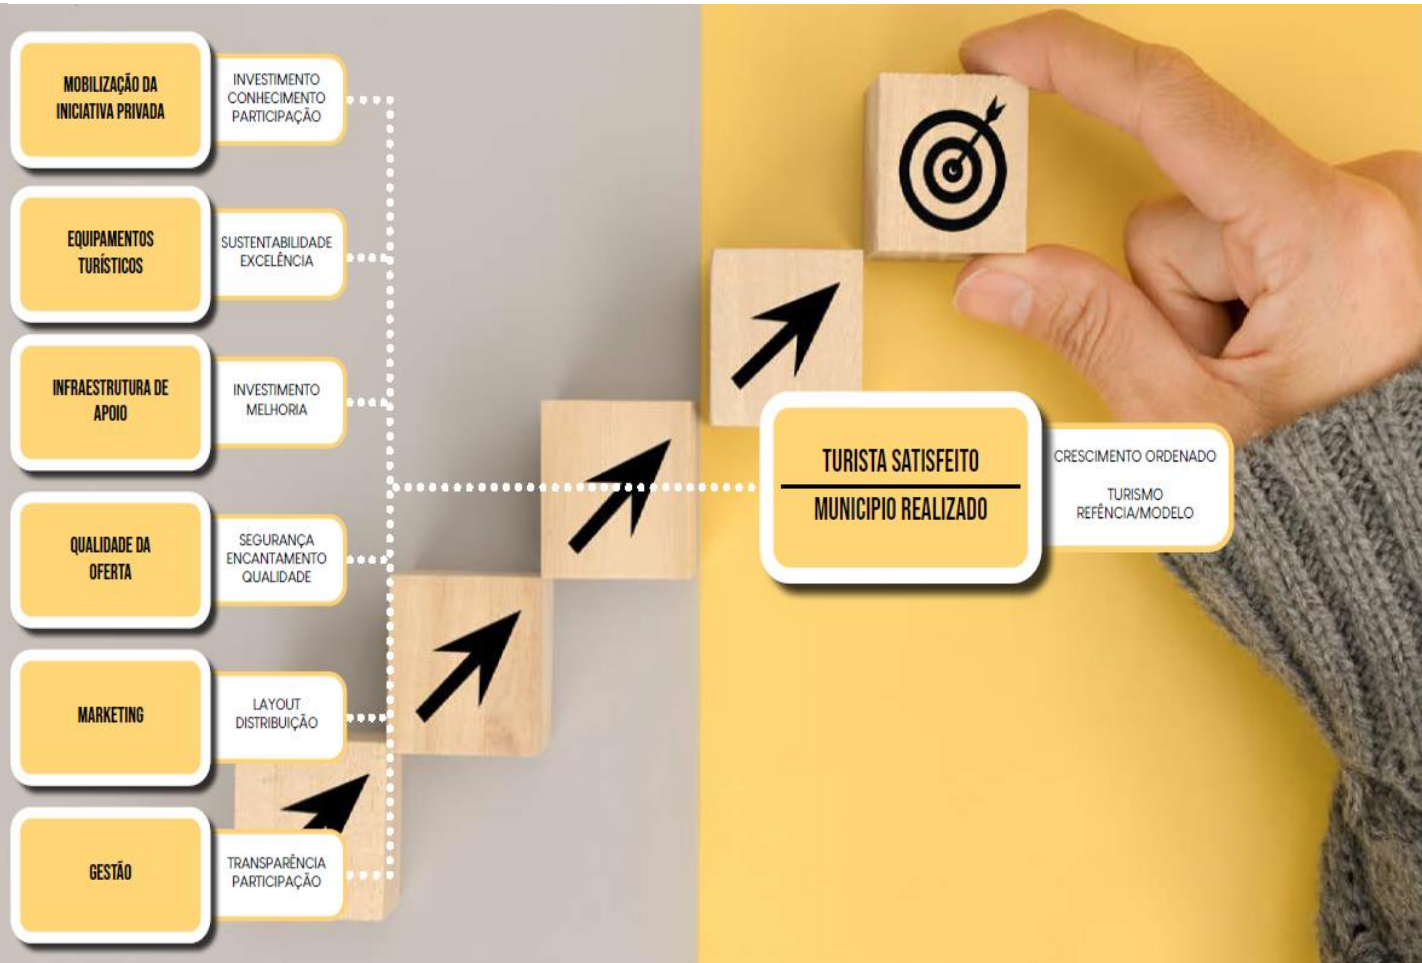 MOBILIZAÇÃO DA
INICIATIVA PRIVADA
INVESTIMENTO
CONHECIMENTO
PARTICIPAÇÃO
EQUIPAMENTOS
TURÍSTICOS
SUSTENTABILIDADE
EXCELÊNCIA
INFRAESTRUTURA DE
APOIO
INVESTIMENTO
MELHORIA
QUALIDADE DA
OFERTA
SEGURANÇA
ENCANTAMENTO
QUALIDADE
MARKETING
LAYOUT
DISTRIBUIÇÃO
GESTÃO
TRANSPARÊNCIA
PARTICIPAÇÃO
TURISTA SATISFEITO
MUNICIPIO REALIZADO
CRESCIMENTO ORDENADO
TURISMO
REFÊNCIA/MODELO